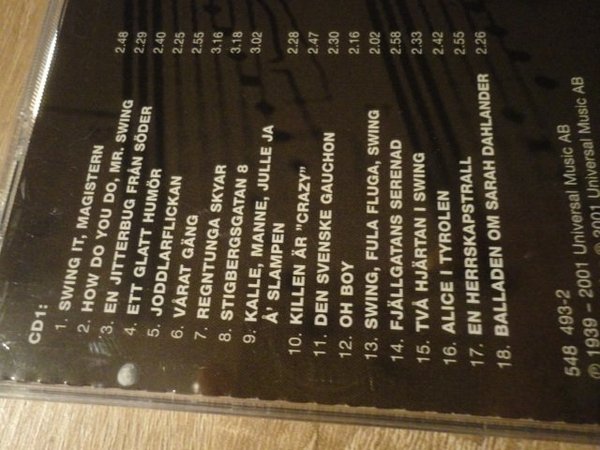 CD1:
1. SWING IT, MAGISTERN 2.48
2. HOW DO YOU DO, MR. SWING 2.29
3. EN JITTERBUG FRÅN SÖDER 2.40
4. ETT GLATT HUMÖR 2.25
5. JODDLARFLICKAN 2.55
6. VÅRAT GÄNG 3.16
7. REGNTUNGA SKYAR 3.18
8. STIGBERGSGATAN 8 3.02
9. KALLE, MANNE, JULLE JA
Å' SLAMPEN 2.28
10. KILLEN ÄR "CRAZY" 2.47
11. DEN SVENSKE GAUCHON 2.30
12. OH BOY 2.16
13. SWING, FULA FLUGA, SWING 2.02
14. FJÄLLGATANS SERENAD 2.58
15. TVÅ HJÄRTAN I SWING 2.33
16. ALICE I TYROLEN 2.42
17. EN HERRSKAPSTRALL 2.55
18. BALLADEN OM SARAH DAHLANDER 2.26
548 493-2
℗ 1939 - 2001 Universal Music AB
© 2001 Universal Music AB